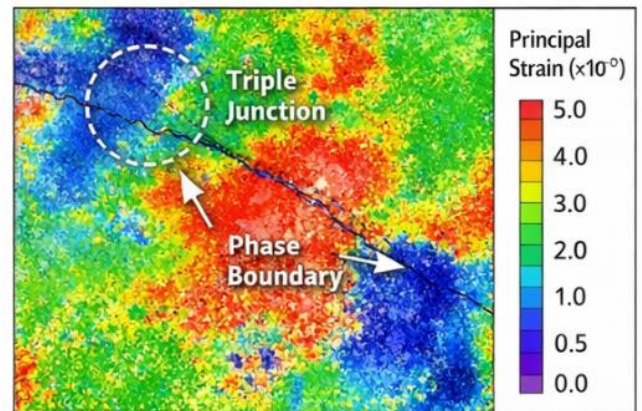 Triple
Junction
Phase
Boundary
Principal
Strain (×10⁻⁰)
5.0
4.0
3.0
2.0
1.0
0.5
0.0